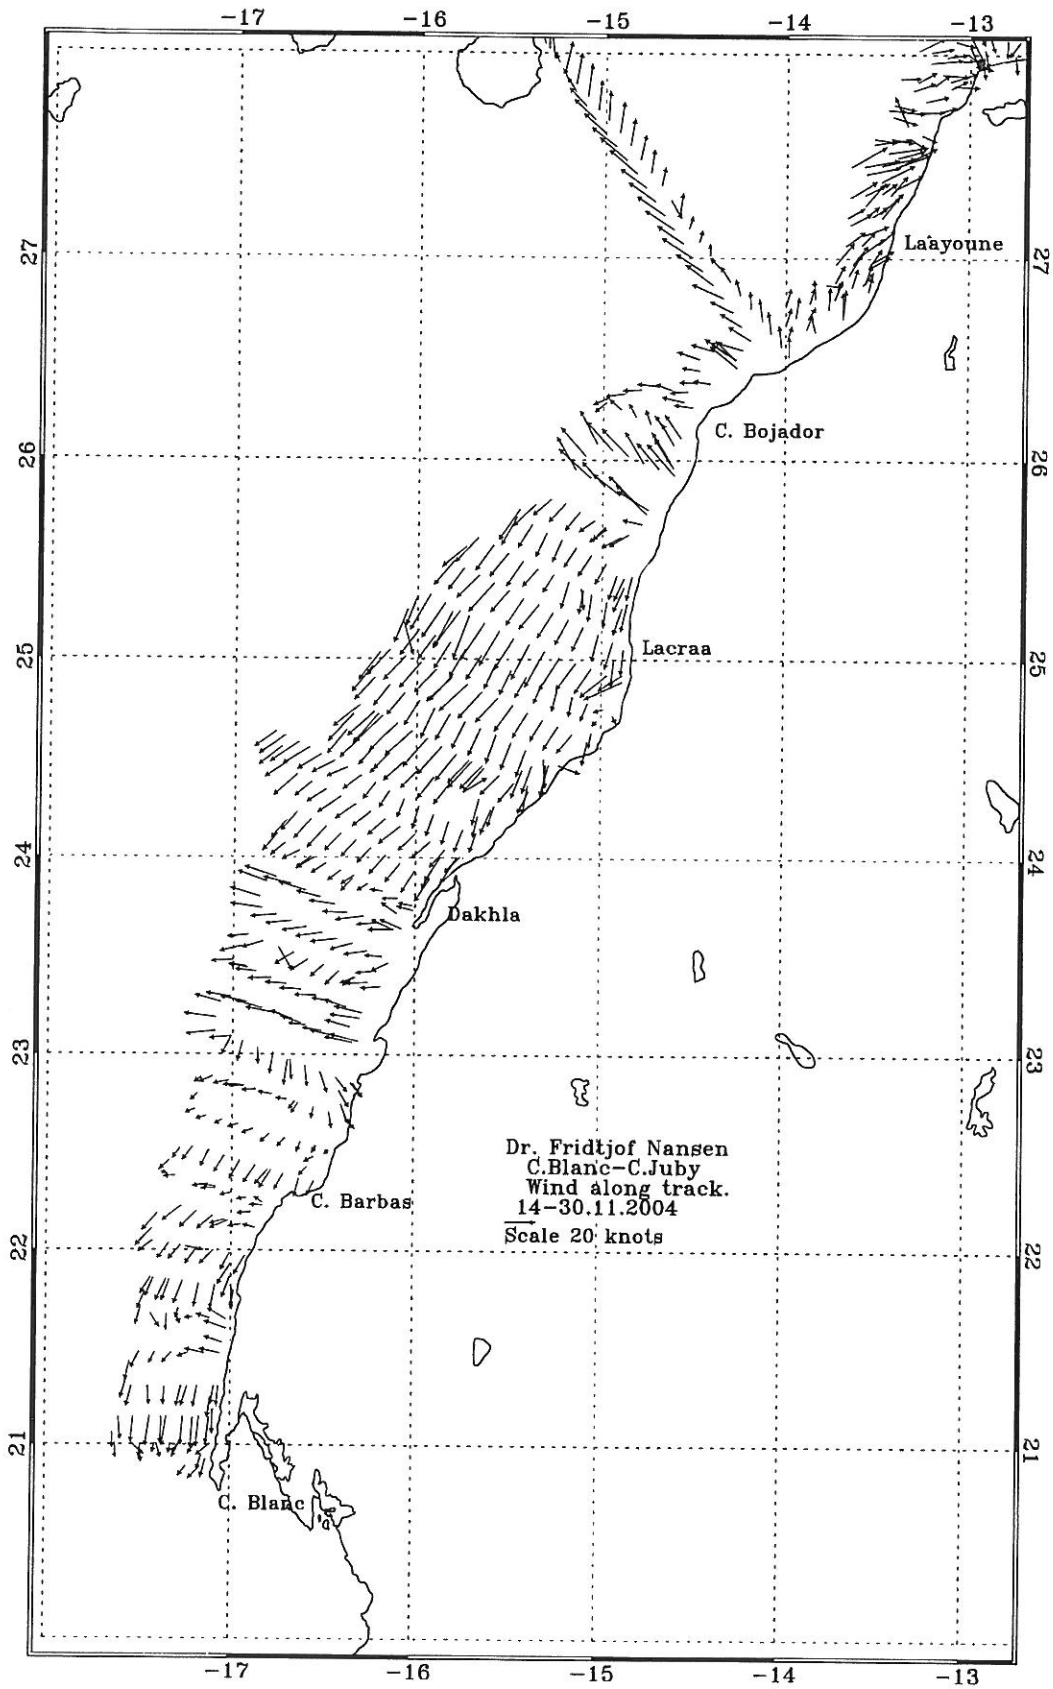 -17 -16 -15 -14 -13
27 Laayoune 27
C. Bojador
26 26
25 Lacraa 25
24 24
Dakhla
23 23
Dr. Fridtjof Nansen
C.Blanc-C.Juby
Wind along track.
C. Barbas
14-30.11.2004
Scale 20 knots
22 22
21 21
C. Blanc
-17 -16 -15 -14 -13